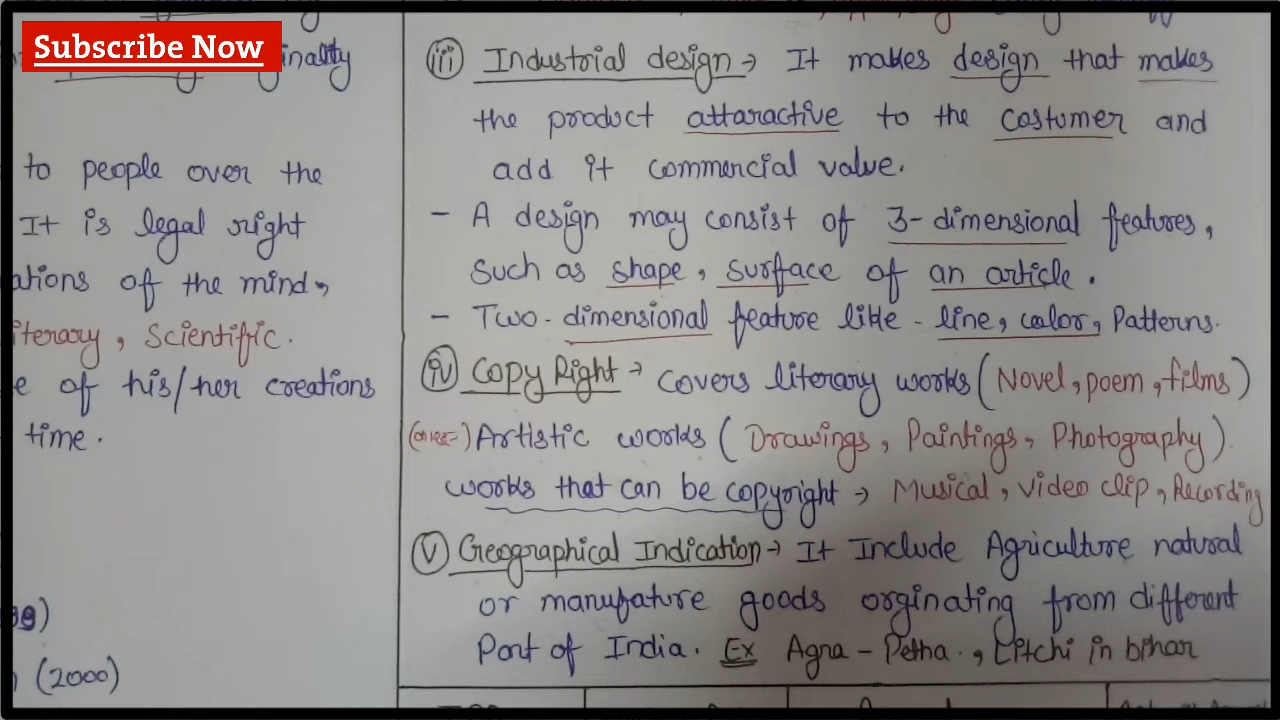 Subscribe Now
inality
to people over the
It is legal right
ations of the mind,
iterary, Scientific.
e of his/her creations
time.
99)
(2000)
iii) Industrial design → It makes design that makes
the product attaractive to the costumer and
add it commercial value.
- A design may consist of 3-dimensional features,
such as shape, surface of an article.
- Two-dimensional feature like - line, color, Patterns.
iv) Copy Right → covers literary works (Novel, poem, films)
Artistic works (Drawings, Paintings, Photography).
works that can be copyright → Musical, video clip, Recording
v) Geographical Indication → It Include Agriculture natural
or manufature goods orginating from different
Part of India. Ex Agra - Petha., Litchi in bihar